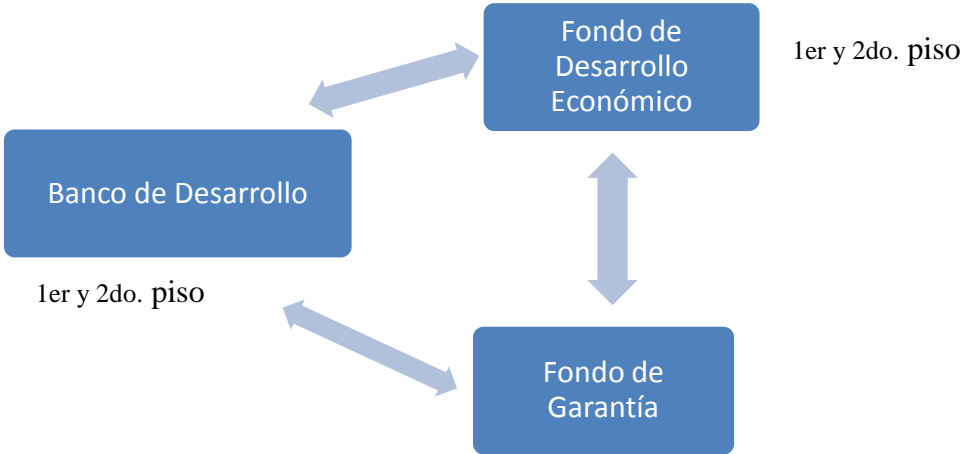 Fondo de
Desarrollo
Económico
1er y 2do. piso
Banco de Desarrollo
1er y 2do. piso
Fondo de
Garantía